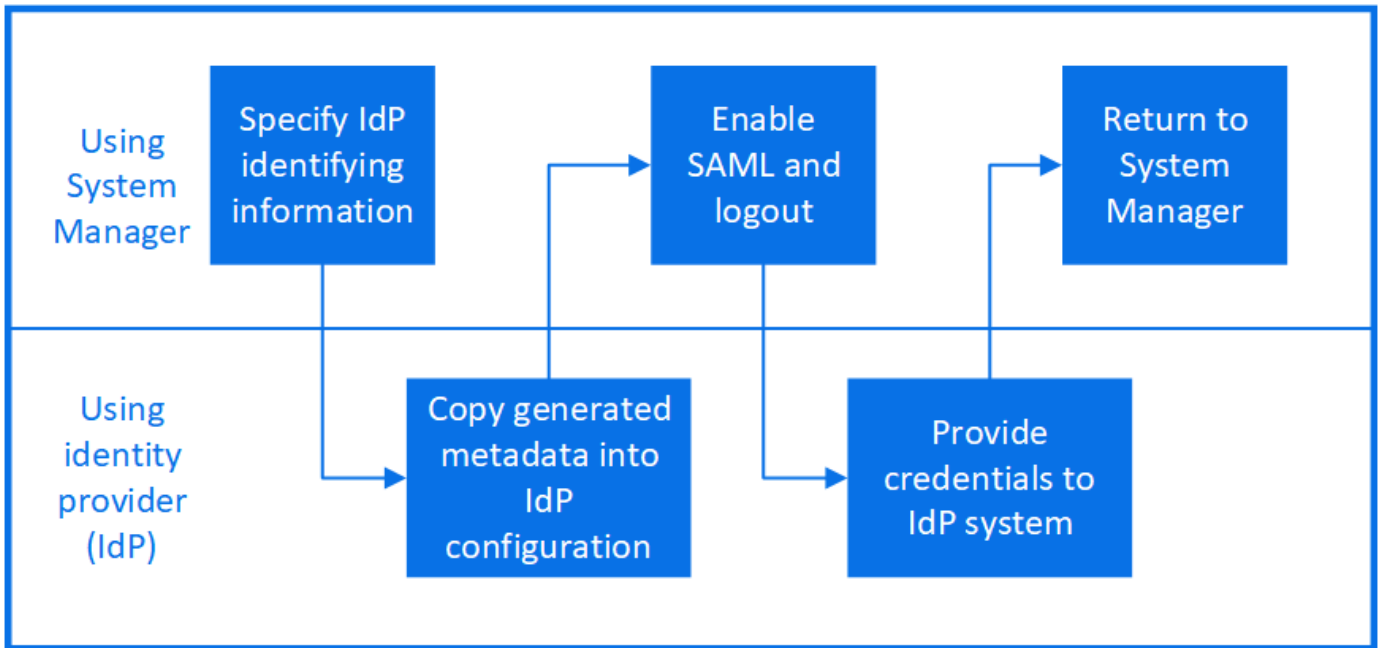 Using
System
Manager
Specify IdP
identifying
information
Enable
SAML and
logout
Return to
System
Manager
Using
identity
provider
(IdP)
Copy generated
metadata into
IdP
configuration
Provide
credentials to
IdP system